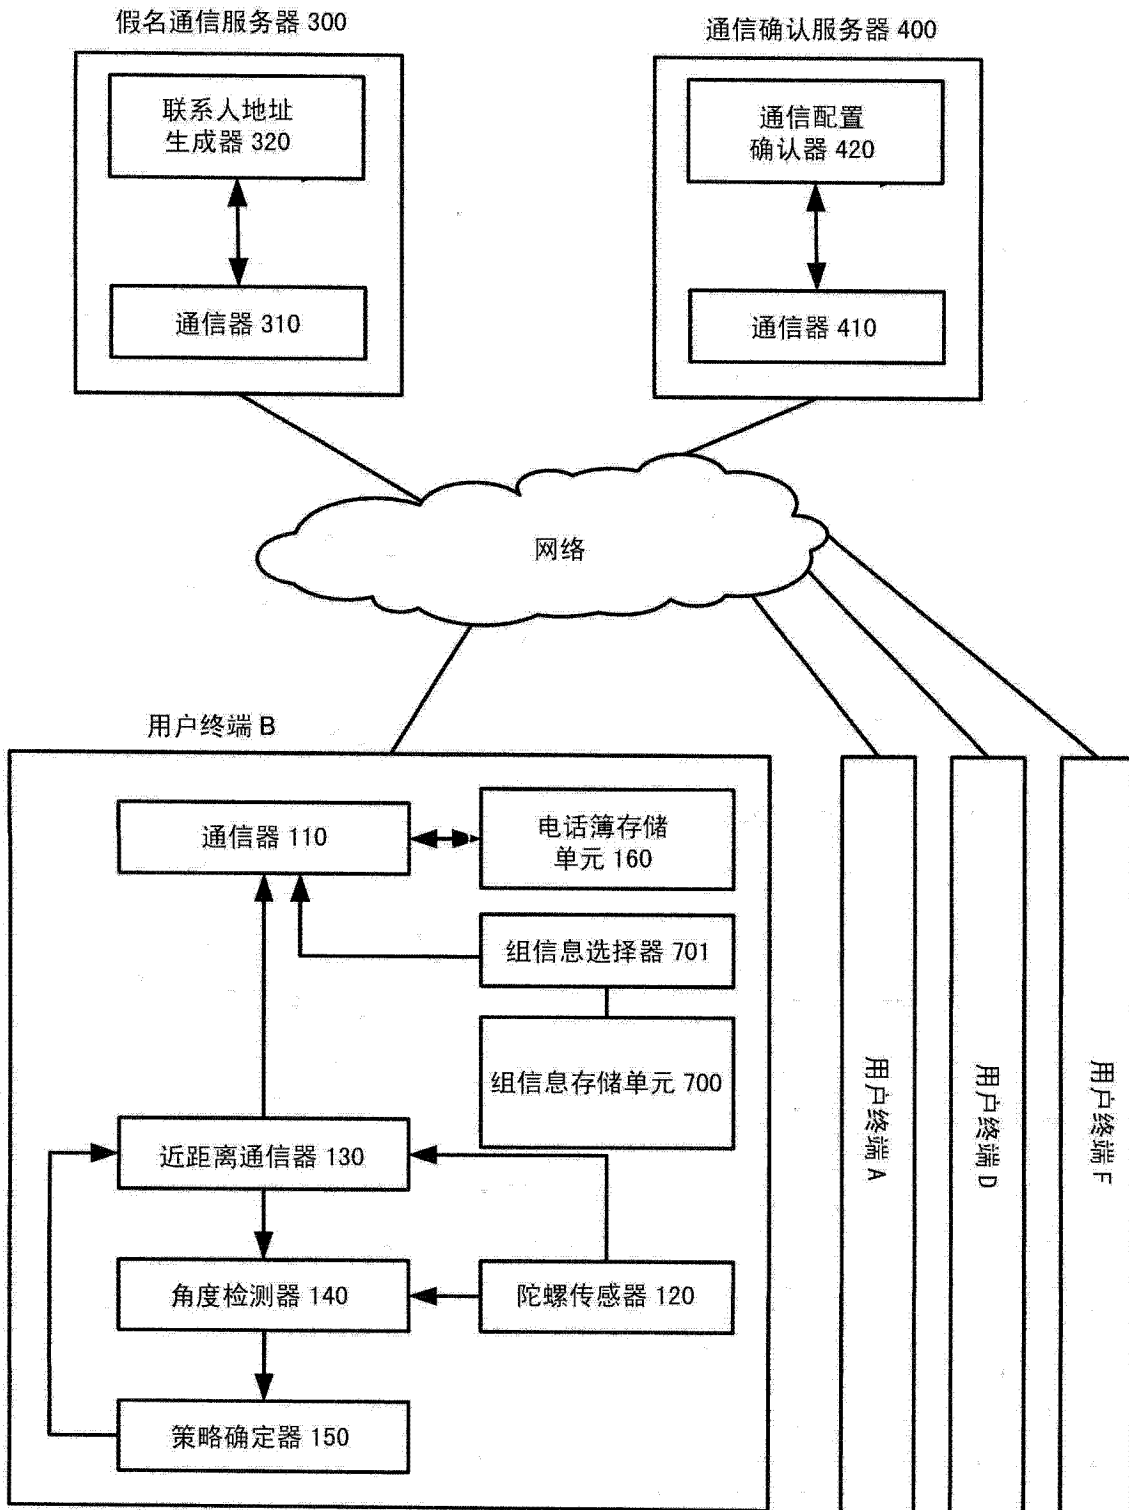 假名通信服务器 300
通信确认服务器 400
联系人地址
生成器 320
通信配置
确认器 420
通信器 310
通信器 410
网络
用户终端 B
通信器 110
电话簿存储
单元 160
组信息选择器 701
组信息存储单元 700
近距离通信器 130
角度检测器 140
陀螺传感器 120
策略确定器 150
用户终端 A
用户终端 D
用户终端 F